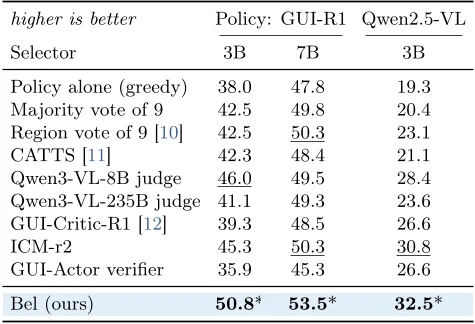 higher is better Policy: GUI-R1 Qwen2.5-VL
Selector 3B 7B 3B
Policy alone (greedy) 38.0 47.8 19.3
Majority vote of 9 42.5 49.8 20.4
Region vote of 9 [10] 42.5 50.3 23.1
CATTS [11] 42.3 48.4 21.1
Qwen3-VL-8B judge 46.0 49.5 28.4
Qwen3-VL-235B judge 41.1 49.3 23.6
GUI-Critic-R1 [12] 39.3 48.5 26.6
ICM-r2 45.3 50.3 30.8
GUI-Actor verifier 35.9 45.3 26.6
Bel (ours) 50.8* 53.5* 32.5*